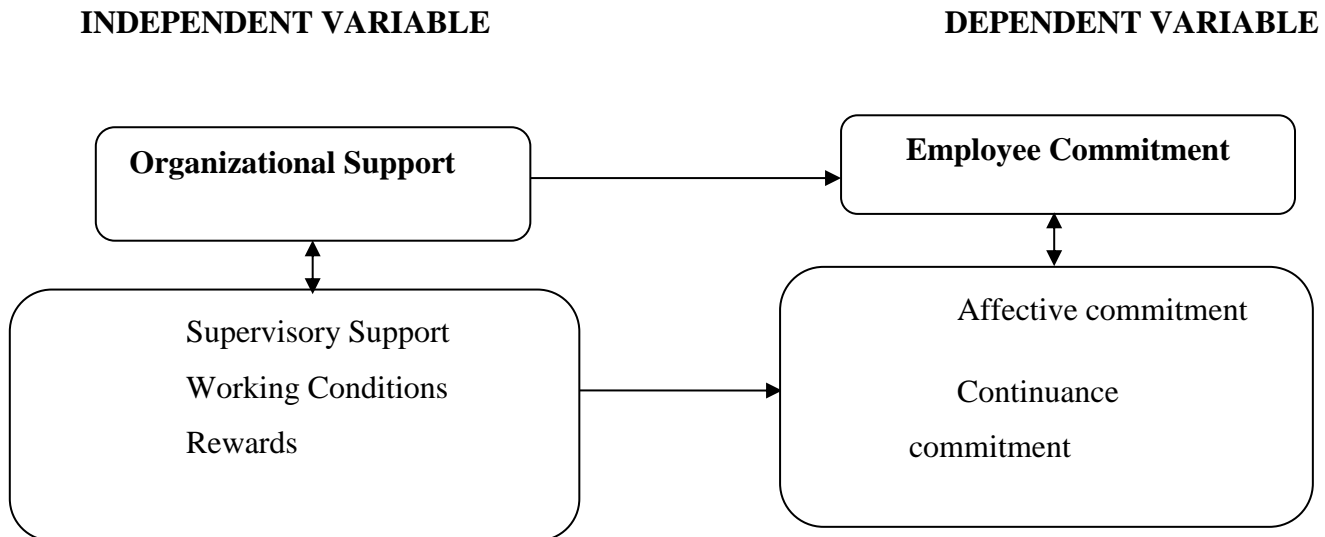 INDEPENDENT VARIABLE
DEPENDENT VARIABLE
Organizational Support
Employee Commitment
Supervisory Support
Working Conditions
Rewards
Affective commitment
Continuance
commitment